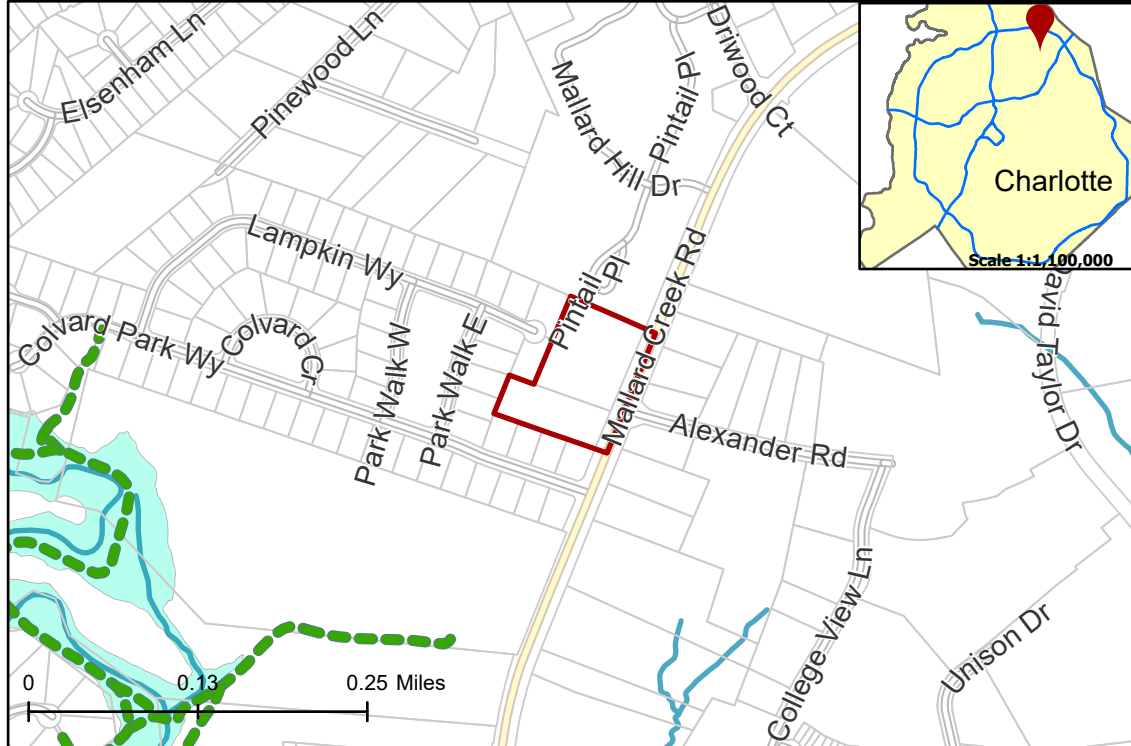 Elsenham Ln
Pinewood Ln
Mallard Hill Dr
Pintail Pl
Driwood Ct
Charlotte
Scale 1:1,100,000
Lampkin Wy
Pintail Pl
Mallard Creek Rd
David Taylor Dr
Colvard Park Wy
Colvard Cr
Park Walk W
Park Walk E
Alexander Rd
College View Ln
Unison Dr
0 0.13 0.25 Miles